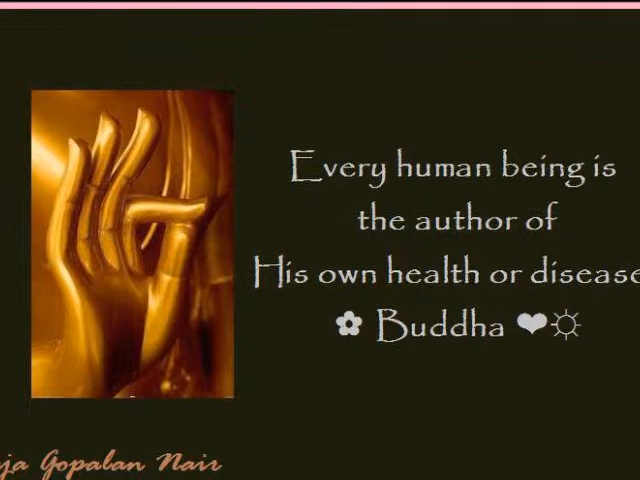 Every human being is
the author of
His own health or disease
✿ Buddha ❤☼
Gopalan Nair